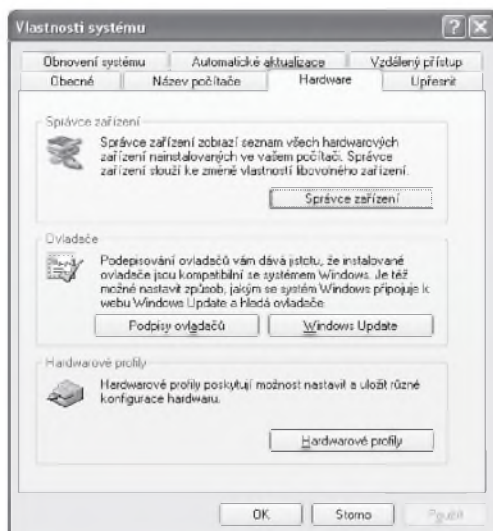 Vlastnosti systému
Obnovení systému Automatické aktualizace Vzdálený přístup
Obecné Název počítače Hardware Upřesnit
Správce zařízení
Správce zařízení zobrazí seznam všech hardwarových
zařízení nainstalovaných ve vašem počítači. Správce
zařízení slouží ke změně vlastností libovolného zařízení.
Správce zařízení
Ovladače
Podepisování ovladačů vám dává jistotu, že instalované
ovladače jsou kompatibilní se systémem Windows. Je též
možné nastavit způsob, jakým se systém Windows připojuje k
webu Windows Update a hledá ovladače.
Podpisy ovladačů Windows Update
Hardwarové profily
Hardwarové profily poskytují možnost nastavit a uložit různé
konfigurace hardwaru.
Hardwarové profily
OK Storno Použít